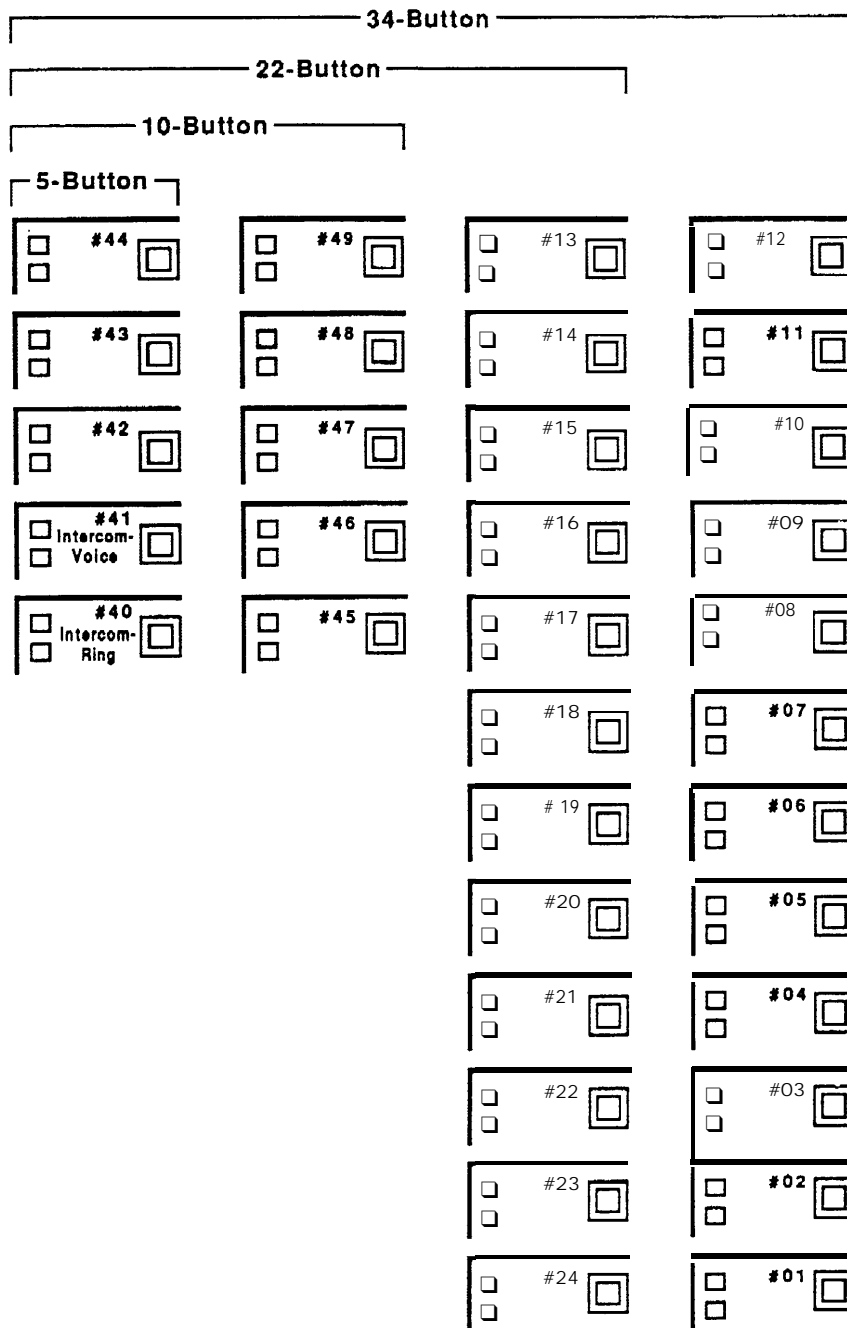 34-Button
22-Button
10-Button
5-Button
#44 #49 #13 #12
#43 #48 #14 #11
#42 #47 #15 #10
#41 Intercom-Voice #46 #16 #09
#40 Intercom-Ring #45 #17 #08
#18 #07
# 19 #06
#20 #05
#21 #04
#22 #03
#23 #02
#24 #01